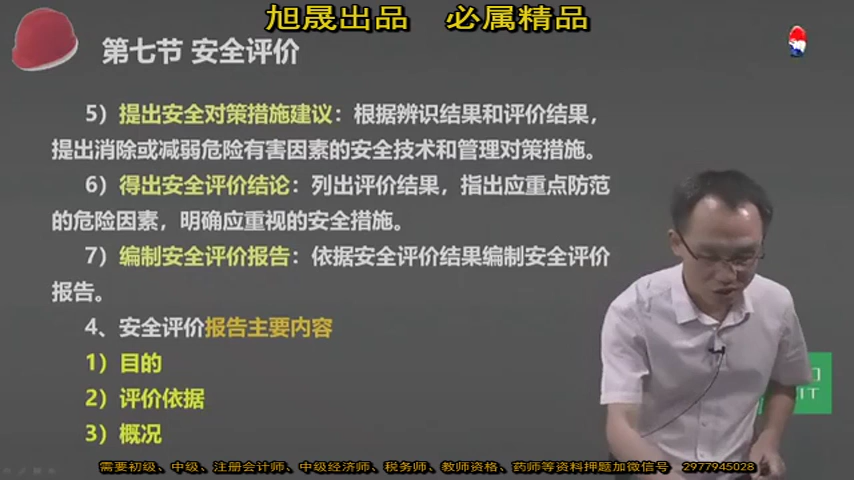 旭晟出品 必属精品
第七节 安全评价
5）提出安全对策措施建议：根据辨识结果和评价结果，
提出消除或减弱危险有害因素的安全技术和管理对策措施。
6）得出安全评价结论：列出评价结果，指出应重点防范
的危险因素，明确应重视的安全措施。
7）编制安全评价报告：依据安全评价结果编制安全评价
报告。
4、安全评价报告主要内容
1）目的
2）评价依据
3）概况
IT
需要初级、中级、注册会计师、中级经济师、税务师、教师资格、药师等资料押题加微信号 2977945028